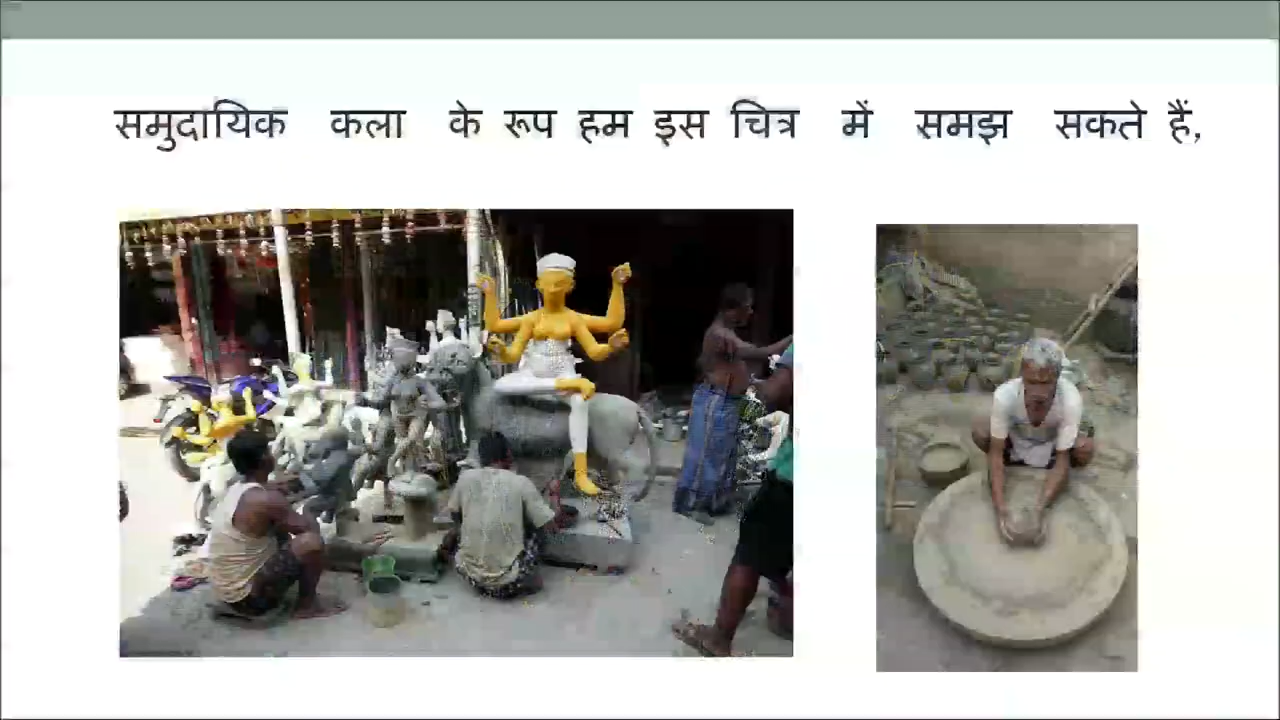 समुदायिक कला के रूप हम इस चित्र में समझ सकते हैं,